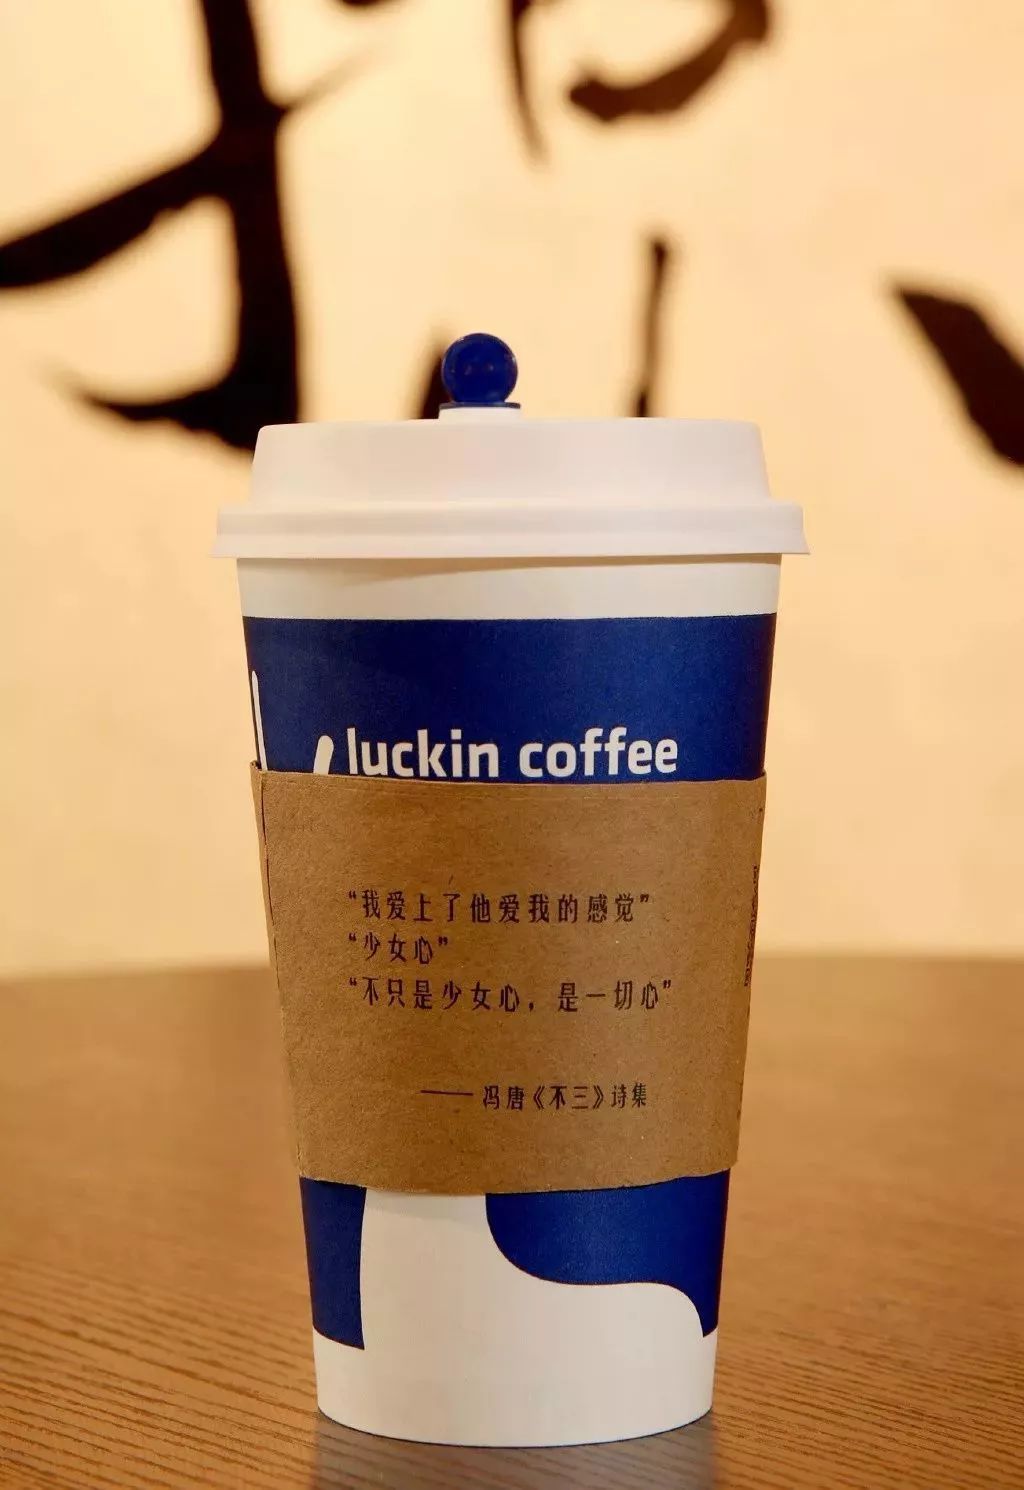 luckin coffee
“我爱上了他爱我的感觉”
“少女心”
“不只是少女心，是一切心”
——冯唐《不三》诗集